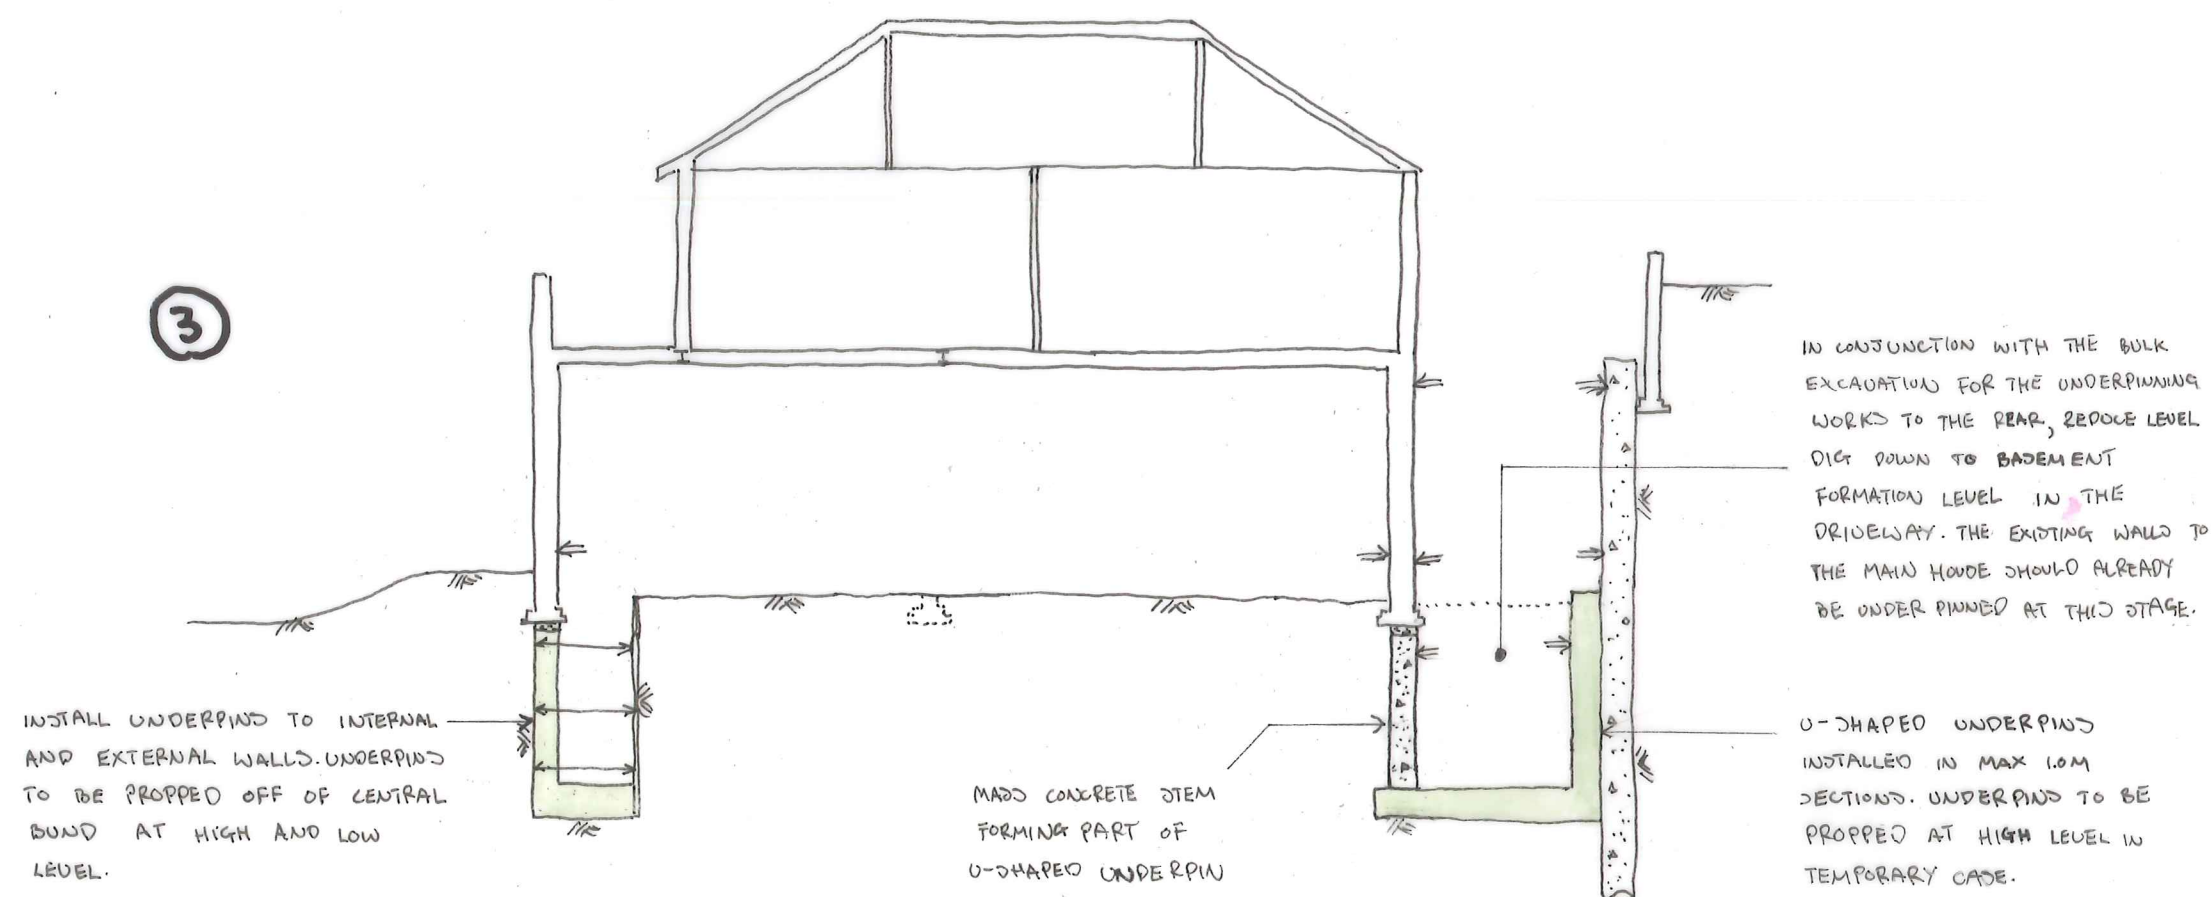 3
IN CONJUNCTION WITH THE BULK
EXCAVATION FOR THE UNDERPINNING
WORKS TO THE REAR, REDUCE LEVEL
DIG DOWN TO BASEMENT
FORMATION LEVEL IN THE
DRIVEWAY. THE EXISTING WALLS TO
THE MAIN HOUSE SHOULD ALREADY
BE UNDER PINNED AT THIS STAGE.
INSTALL UNDERPINS TO INTERNAL
AND EXTERNAL WALLS. UNDERPINS
TO BE PROPPED OFF OF CENTRAL
BUND AT HIGH AND LOW
LEVEL.
MASS CONCRETE STEM
FORMING PART OF
U-SHAPED UNDERPIN
U-SHAPED UNDERPINS
INSTALLED IN MAX 1.0M
SECTIONS. UNDERPINS TO BE
PROPPED AT HIGH LEVEL IN
TEMPORARY CASE.